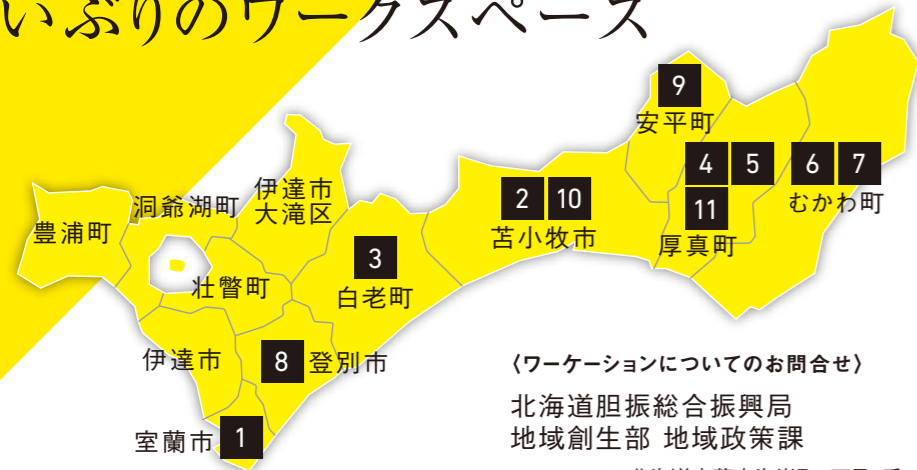 いぶりのワークスペース
9
安平町
4 5
6 7
11
むかわ町
厚真町
2 10
苫小牧市
伊達市
大滝区
洞爺湖町
豊浦町
3
白老町
壮瞥町
伊達市
8 登別市
室蘭市 1
〈ワーケーションについてのお問合せ〉
北海道胆振総合振興局
地域創生部 地域政策課